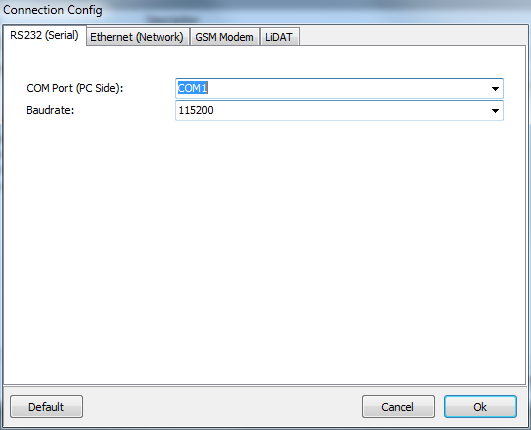 Connection Config
RS232 (Serial) Ethernet (Network) GSM Modem LiDAT
COM Port (PC Side): COM1
Baudrate: 115200
Default Cancel Ok